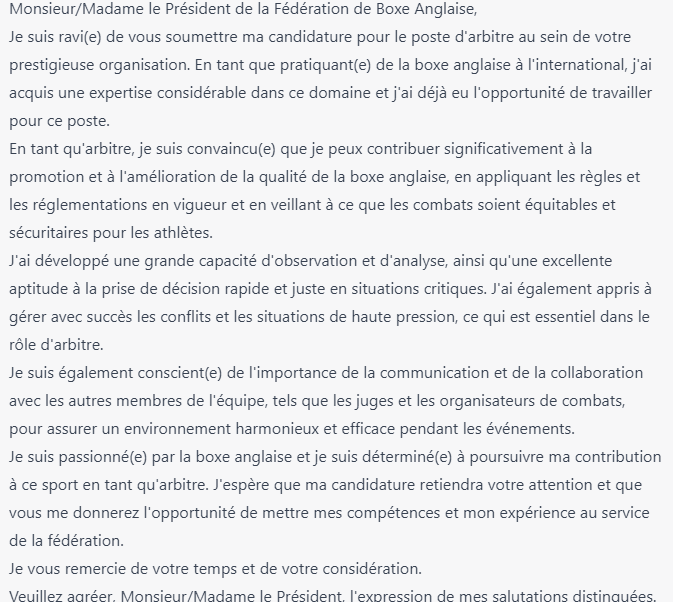 Monsieur/Madame le Président de la Fédération de Boxe Anglaise,
Je suis ravi(e) de vous soumettre ma candidature pour le poste d'arbitre au sein de votre
prestigieuse organisation. En tant que pratiquant(e) de la boxe anglaise à l'international, j'ai
acquis une expertise considérable dans ce domaine et j'ai déjà eu l'opportunité de travailler
pour ce poste.
En tant qu'arbitre, je suis convaincu(e) que je peux contribuer significativement à la
promotion et à l'amélioration de la qualité de la boxe anglaise, en appliquant les règles et
les réglementations en vigueur et en veillant à ce que les combats soient équitables et
sécuritaires pour les athlètes.
J'ai développé une grande capacité d'observation et d'analyse, ainsi qu'une excellente
aptitude à la prise de décision rapide et juste en situations critiques. J'ai également appris à
gérer avec succès les conflits et les situations de haute pression, ce qui est essentiel dans le
rôle d'arbitre.
Je suis également conscient(e) de l'importance de la communication et de la collaboration
avec les autres membres de l'équipe, tels que les juges et les organisateurs de combats,
pour assurer un environnement harmonieux et efficace pendant les événements.
Je suis passionné(e) par la boxe anglaise et je suis déterminé(e) à poursuivre ma contribution
à ce sport en tant qu'arbitre. J'espère que ma candidature retiendra votre attention et que
vous me donnerez l'opportunité de mettre mes compétences et mon expérience au service
de la fédération.
Je vous remercie de votre temps et de votre considération.
Veuillez agréer, Monsieur/Madame le Président, l'expression de mes salutations distinguées.